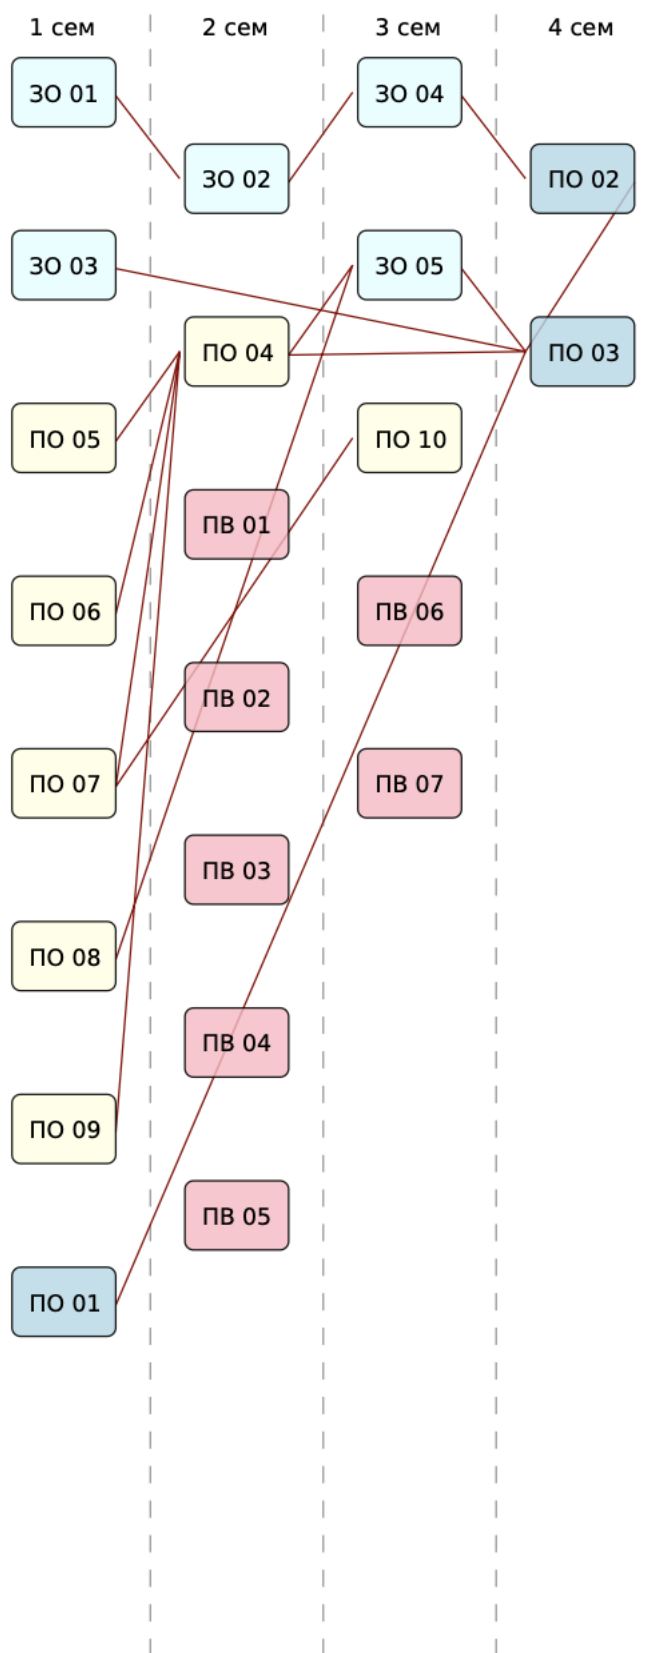 1 сем 2 сем 3 сем 4 сем
ЗО 01 ЗО 04
ЗО 02 ПО 02
ЗО 03 ЗО 05
ПО 04 ПО 03
ПО 05 ПО 10
ПВ 01
ПО 06 ПВ 06
ПВ 02
ПО 07 ПВ 07
ПВ 03
ПО 08
ПВ 04
ПО 09
ПВ 05
ПО 01